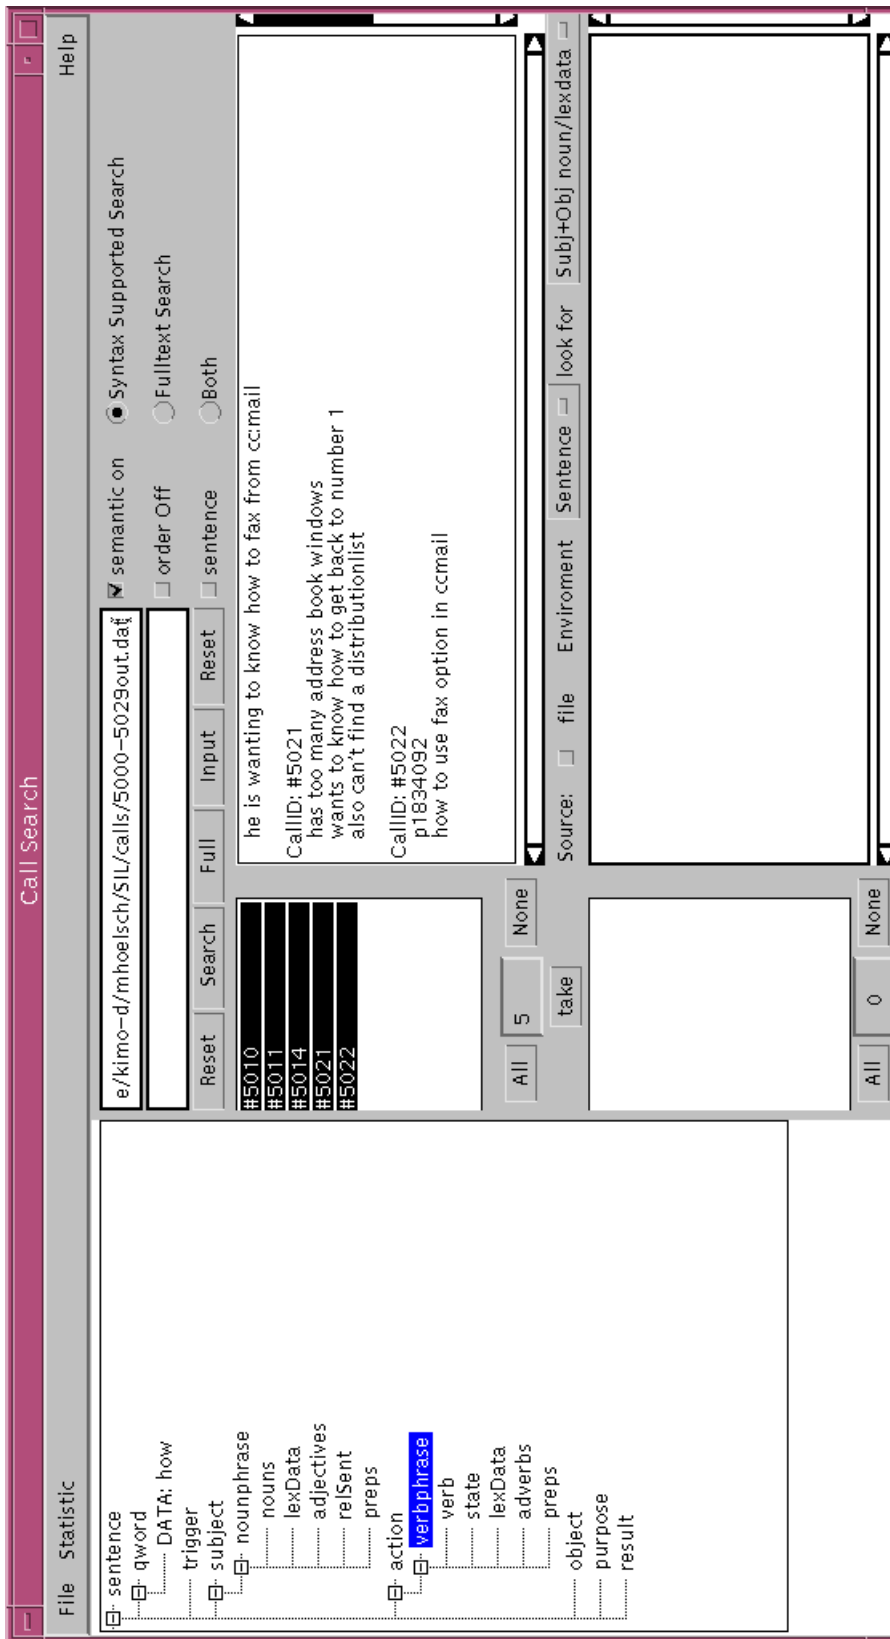 Call Search
File Statistic Help
sentence
qword
DATA: how
trigger
subject
nounphrase
nouns
lexData
adjectives
relSent
preps
action
verbphrase
verb
state
lexData
adverbs
preps
object
purpose
result
e/kimo-d/mhoelsch/SIL/calls/5000-5029out.dat
semantic on
Syntax Supported Search
order Off
Fulltext Search
Reset Search Full Input Reset
sentence
Both
#5010
#5011
#5014
#5021
#5022
All 5 None
he is wanting to know how to fax from cc:mail
CallID: #5021
has too many address book windows
wants to know how to get back to number 1
also can't find a distributionlist
CallID: #5022
p1834092
how to use fax option in ccmail
take
Source: file Enviroment Sentence look for Subj+Obj noun/lexdata
All 0 None